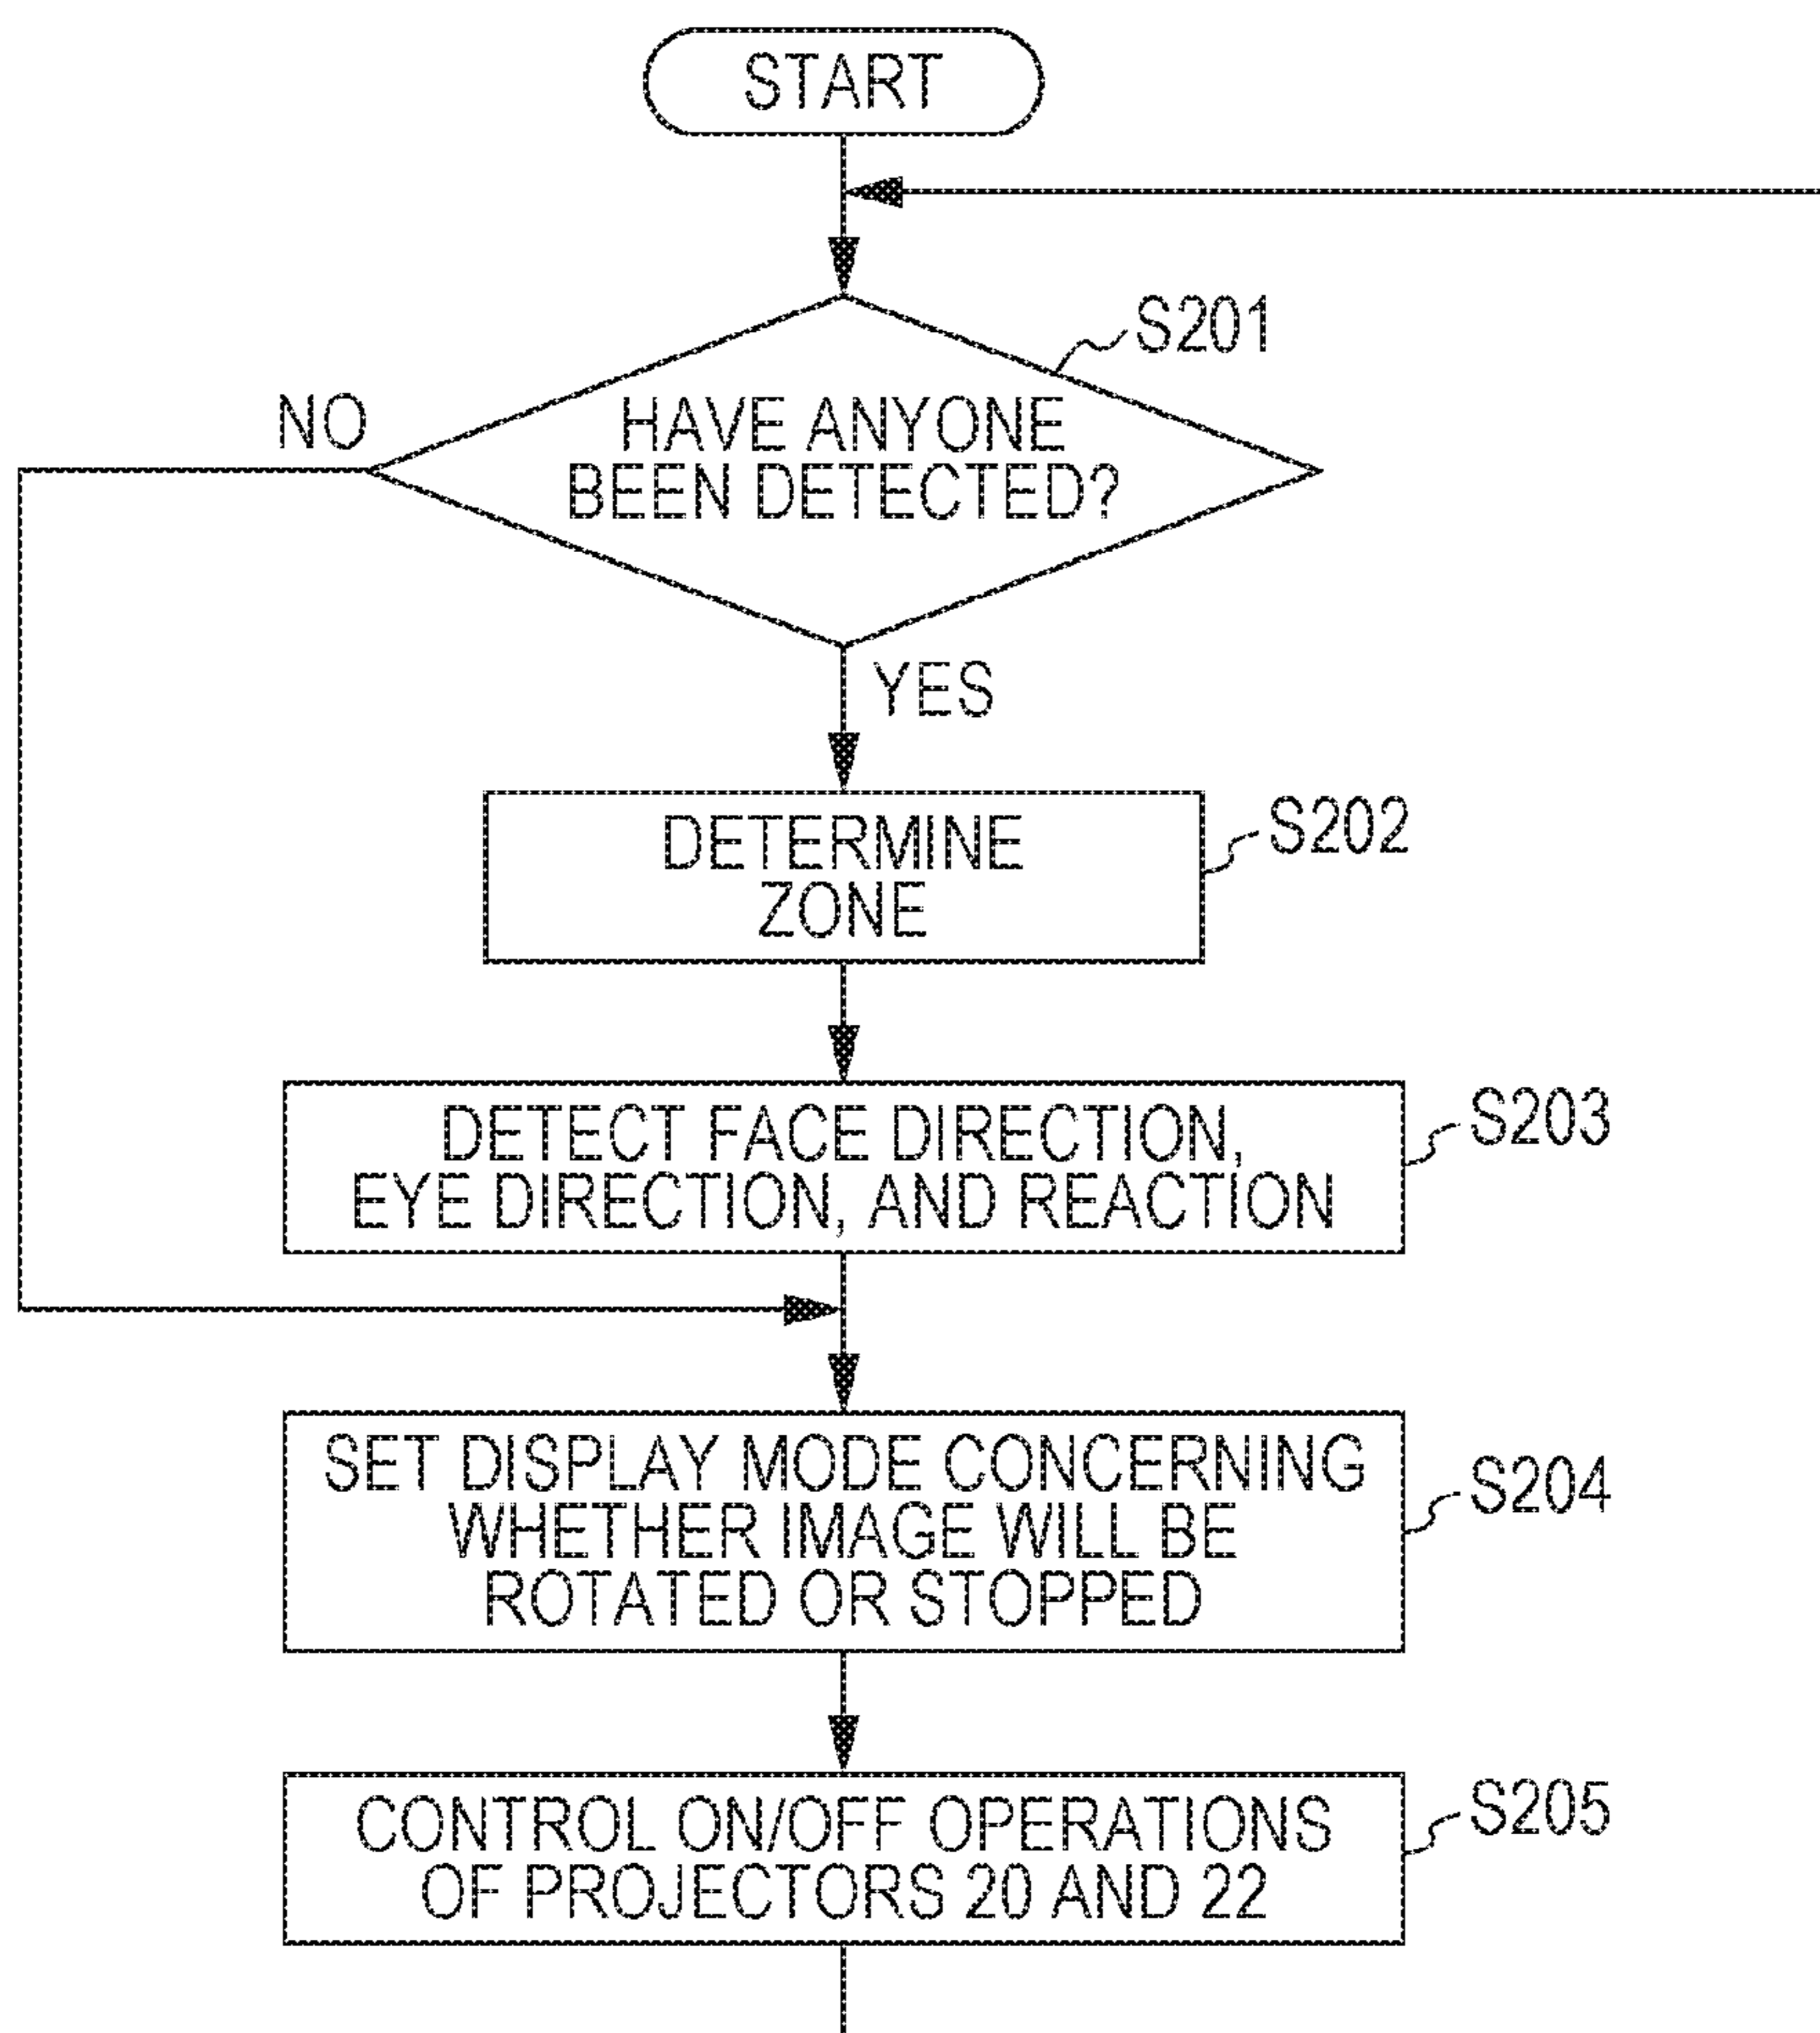 START
S201
NO
HAVE ANYONE
BEEN DETECTED?
YES
DETERMINE
ZONE
S202
DETECT FACE DIRECTION,
EYE DIRECTION, AND REACTION
S203
SET DISPLAY MODE CONCERNING
WHETHER IMAGE WILL BE
ROTATED OR STOPPED
S204
CONTROL ON/OFF OPERATIONS
OF PROJECTORS 20 AND 22
S205